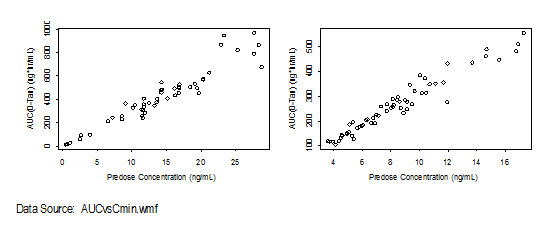 AUC(0-Tau) (ng*hr/mL)
0 200 400 600 800 1000
0 5 10 15 20 25
Predose Concentration (ng/mL)
AUC(0-Tau) (ng*hr/mL)
100 200 300 400 500
4 6 8 10 12 14 16
Predose Concentration (ng/mL)
Data Source: AUCvsCmin.wmf